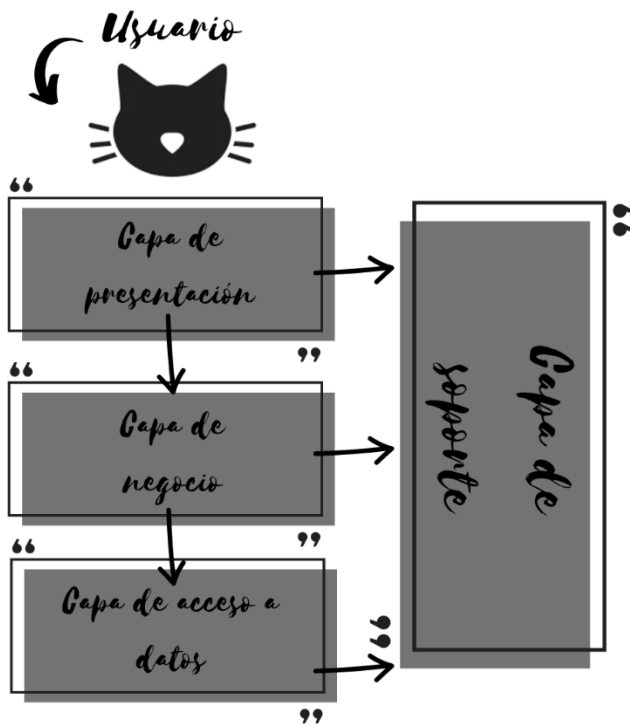 Usuario
“
Capa de
presentación
”
“
Capa de
negocio
”
“
Capa de acceso a
datos
”
“
Capa de
soporte
”